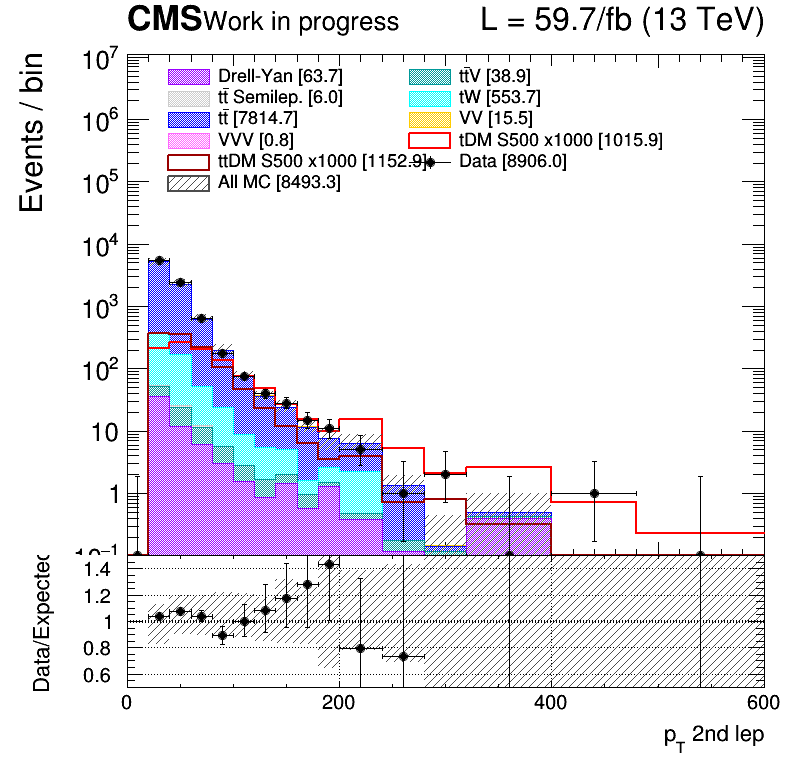 CMS Work in progress L = 59.7/fb (13 TeV)
Events / bin
10⁷
10⁶
10⁵
10⁴
10³
10²
10
1
10⁻¹
Drell-Yan [63.7]
tt̄V [38.9]
tt̄ Semilep. [6.0]
tW [553.7]
tt̄ [7814.7]
VV [15.5]
VVV [0.8]
tDM S500 x1000 [1015.9]
ttDM S500 x1000 [1152.9]
Data [8906.0]
All MC [8493.3]
Data/Expected
1.4
1.2
1
0.8
0.6
0 200 400 600
p_T 2nd lep